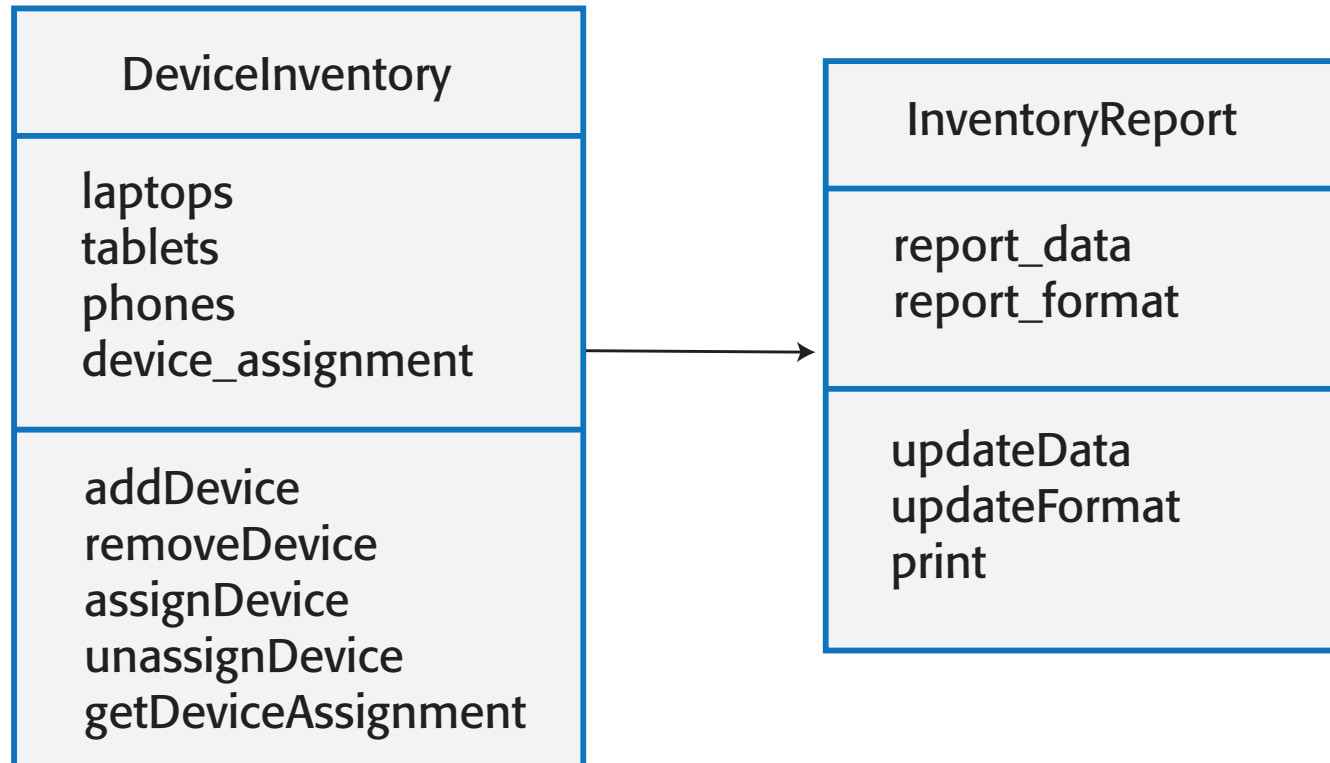 DeviceInventory
laptops
tablets
phones
device_assignment
addDevice
removeDevice
assignDevice
unassignDevice
getDeviceAssignment
InventoryReport
report_data
report_format
updateData
updateFormat
print